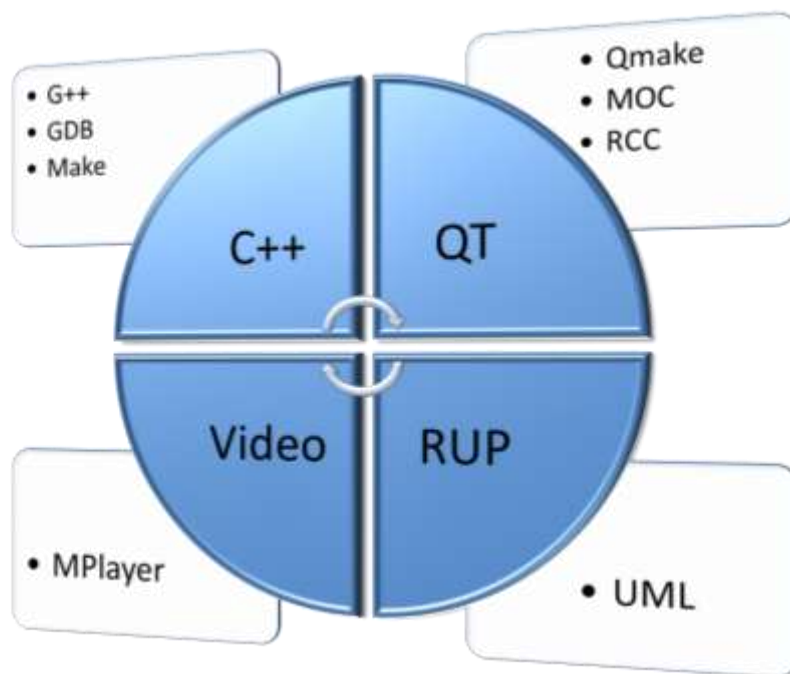 • G++
• GDB
• Make
• Qmake
• MOC
• RCC
C++
QT
Video
RUP
• MPlayer
• UML